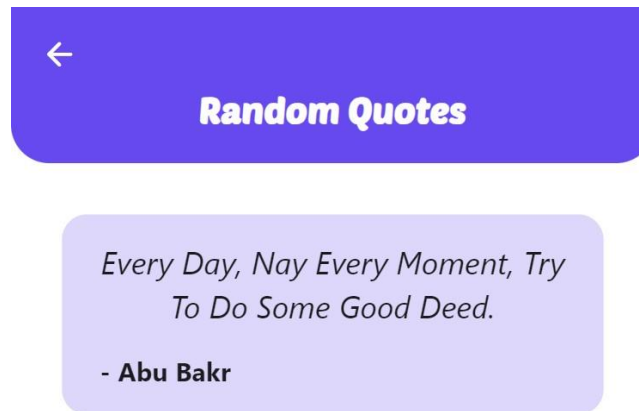 Random Quotes
Every Day, Nay Every Moment, Try
To Do Some Good Deed.
- Abu Bakr